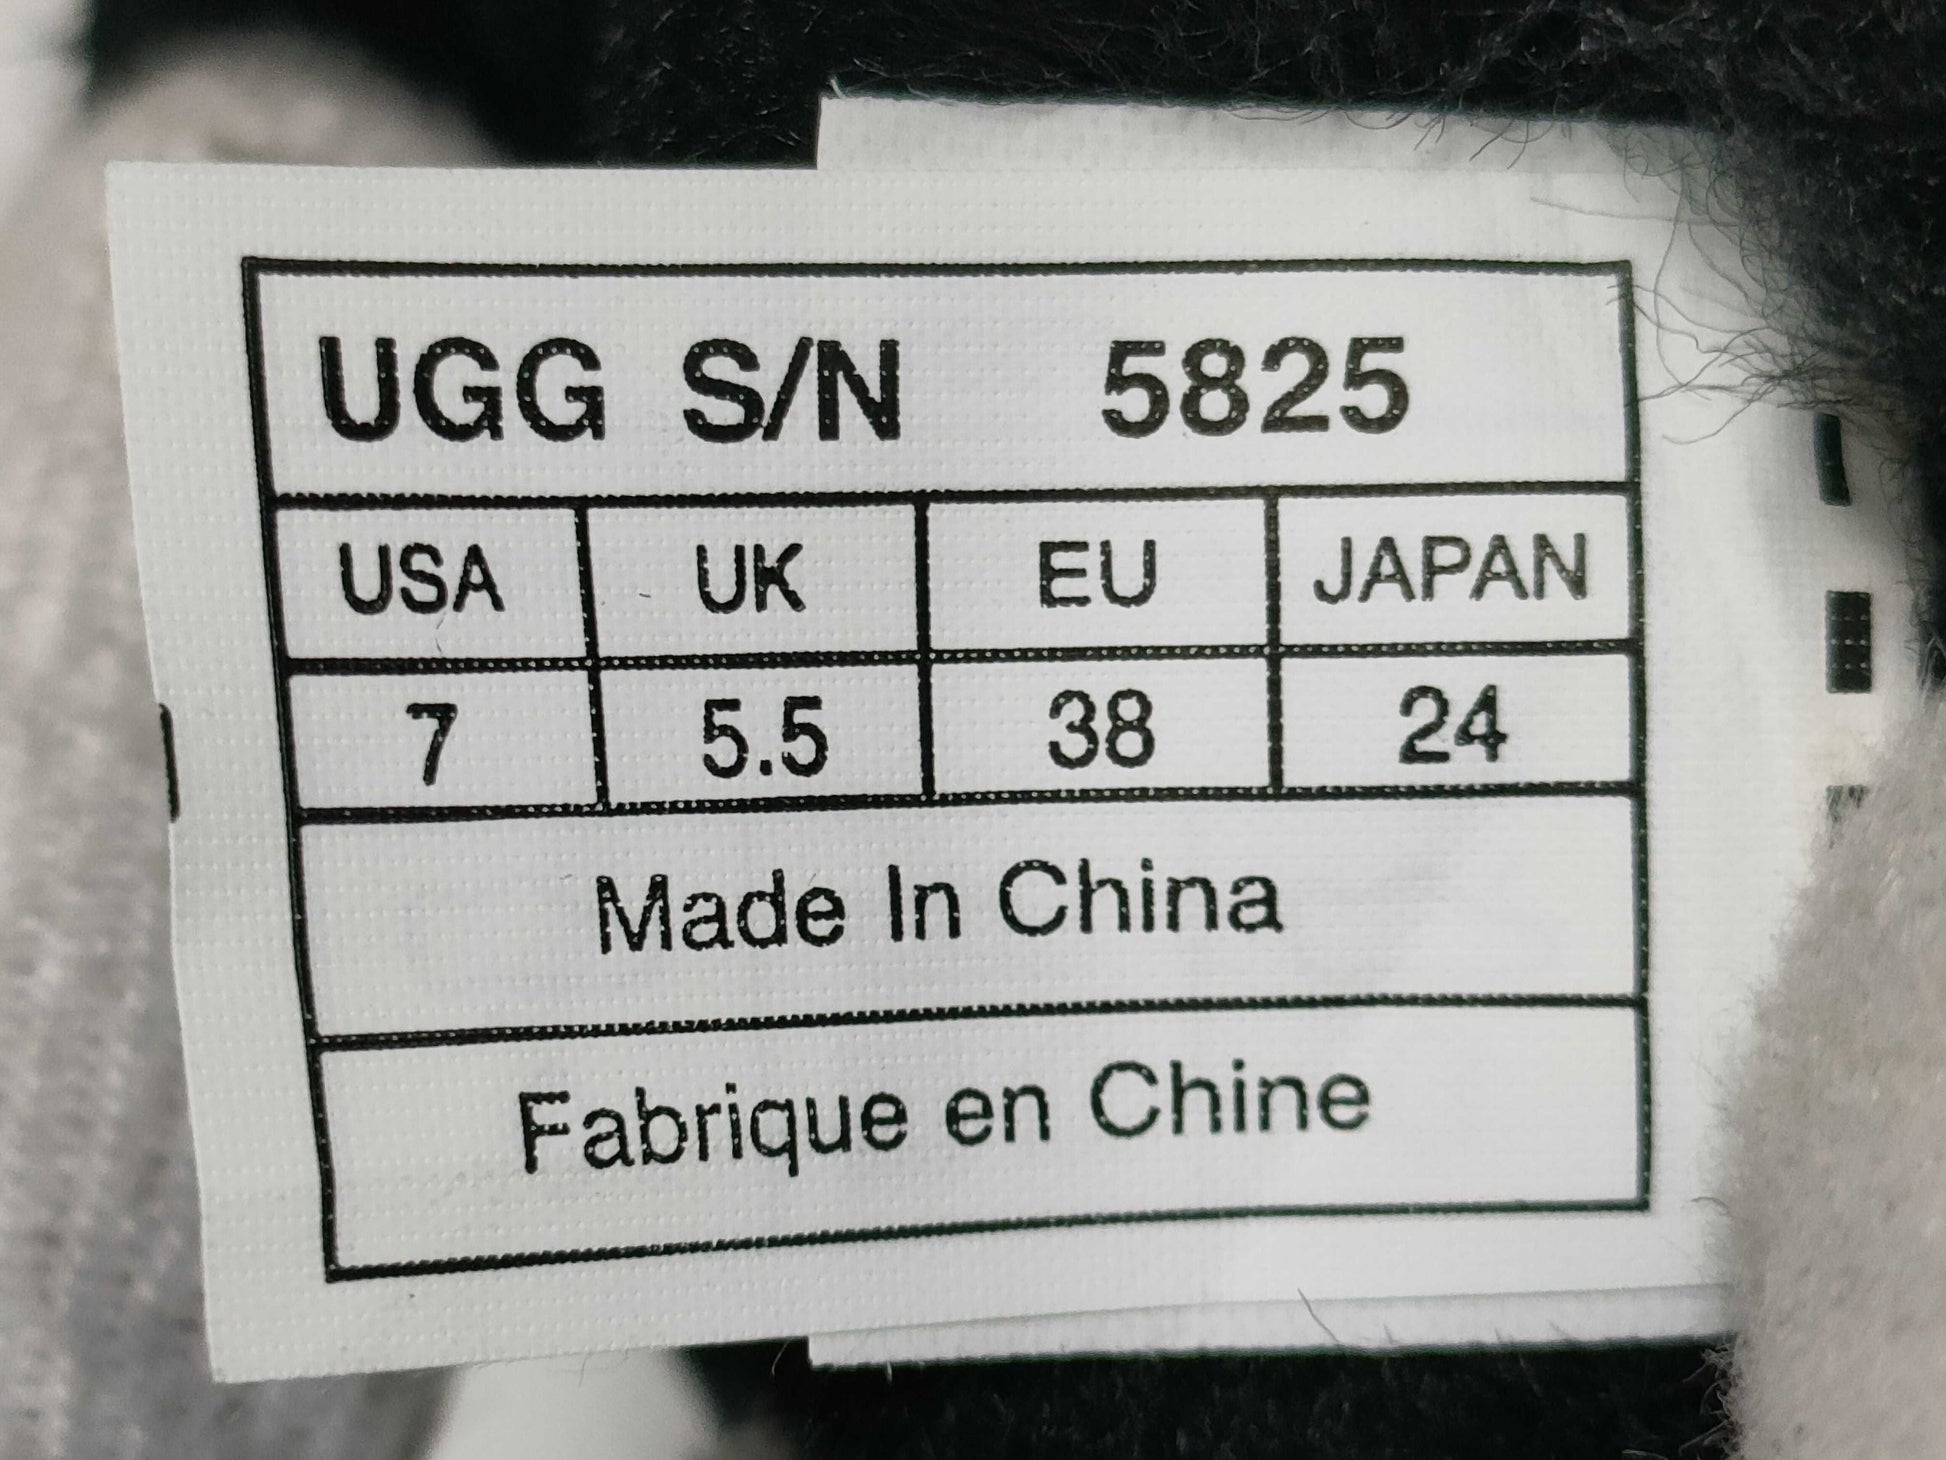 UGG S/N 5825
USA UK EU JAPAN
7 5.5 38 24
Made In China
Fabrique en Chine